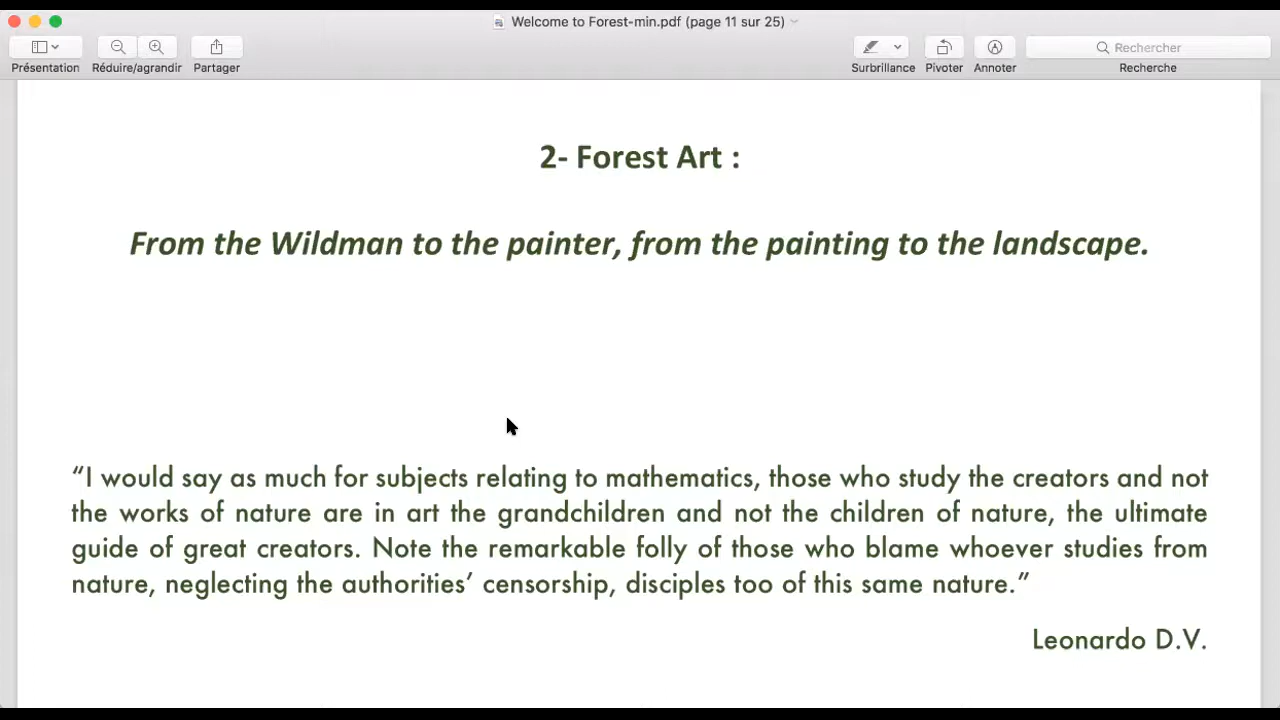 Welcome to Forest-min.pdf (page 11 sur 25)
Présentation
Réduire/agrandir
Partager
Surbrillance
Pivoter
Annoter
Rechercher
Recherche
2- Forest Art :
From the Wildman to the painter, from the painting to the landscape.
“I would say as much for subjects relating to mathematics, those who study the creators and not
the works of nature are in art the grandchildren and not the children of nature, the ultimate
guide of great creators. Note the remarkable folly of those who blame whoever studies from
nature, neglecting the authorities’ censorship, disciples too of this same nature.”
Leonardo D.V.